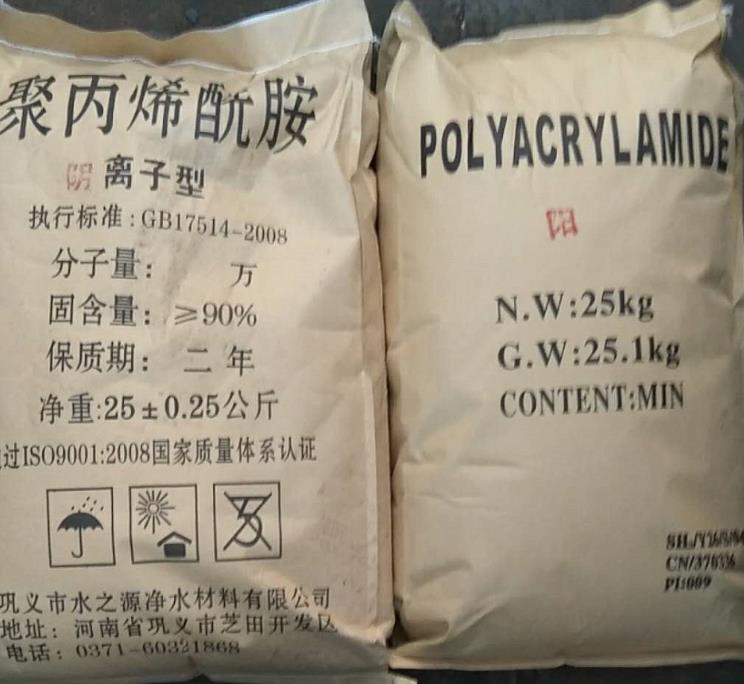 聚丙烯酰胺
阴 离子型
执行标准：GB17514-2008
分子量： 万
固含量：≥90%
保质期：二年
净重:25±0.25公斤
过ISO9001:2008国家质量体系认证
巩义市水之源净水材料有限公司
地址：河南省巩义市芝田开发区
电话：0371-60321868
POLYACRYLAMIDE
阳
N.W:25kg
G.W:25.1kg
CONTENT:MIN
PI:009